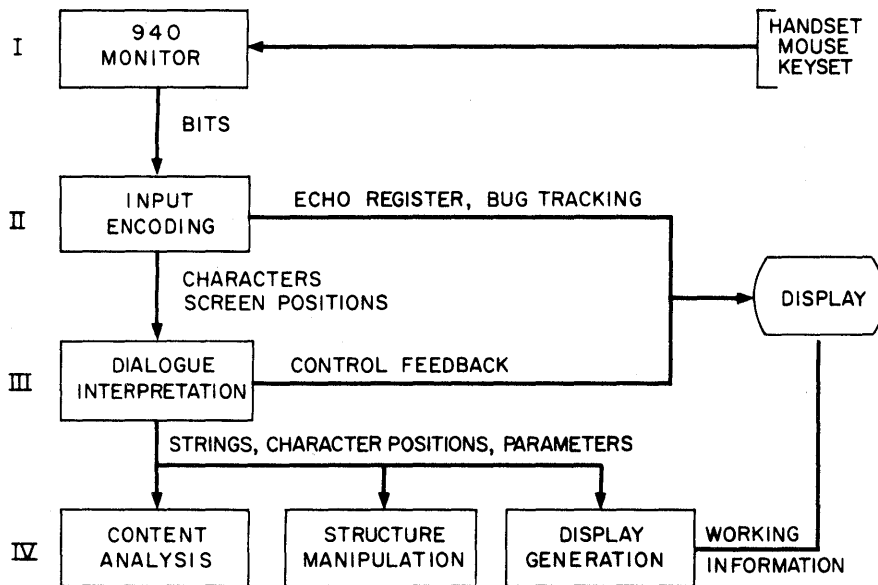 I
940
MONITOR
HANDSET
MOUSE
KEYSET
BITS
II
INPUT
ENCODING
ECHO REGISTER, BUG TRACKING
CHARACTERS
SCREEN POSITIONS
DISPLAY
III
DIALOGUE
INTERPRETATION
CONTROL FEEDBACK
STRINGS, CHARACTER POSITIONS, PARAMETERS
IV
CONTENT
ANALYSIS
STRUCTURE
MANIPULATION
DISPLAY
GENERATION
WORKING
INFORMATION